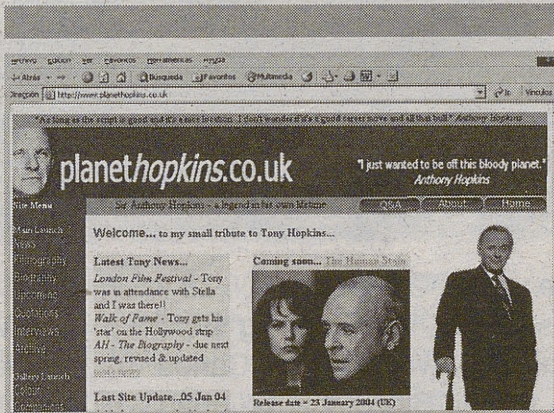 Archivo Edición Ver Favoritos Herramientas Ayuda
Atrás Búsqueda Favoritos Multimedia
Dirección http://www.planethopkins.co.uk Ir Vínculos
"As long as the script is good and it's a nice location. I don't wonder if it's a good career move and all that bull." Anthony Hopkins
planethopkins.co.uk
"I just wanted to be off this bloody planet."
Anthony Hopkins
Site Menu
Sir Anthony Hopkins - a legend in his own lifetime
Q&A About Home
Main Launch
News
Filmography
Biography
Upcoming
Quotations
Interviews
Archive
Gallery Launch
Colour
Companions
Welcome... to my small tribute to Tony Hopkins...
Latest Tony News...
London Film Festival - Tony
was in attendance with Stella
and I was there!!
Walk of Fame - Tony gets his
'star' on the Hollywood strip
AH - The Biography - due next
spring, revised & updated
Last Site Update...05 Jan 04
Coming soon... The Human Stain
Release date = 23 January 2004 (UK)